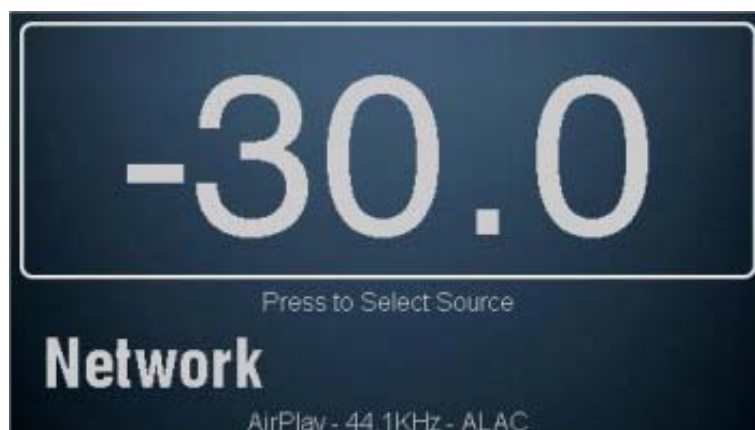 -30.0
Press to Select Source
Network
AirPlay - 44.1KHz - ALAC